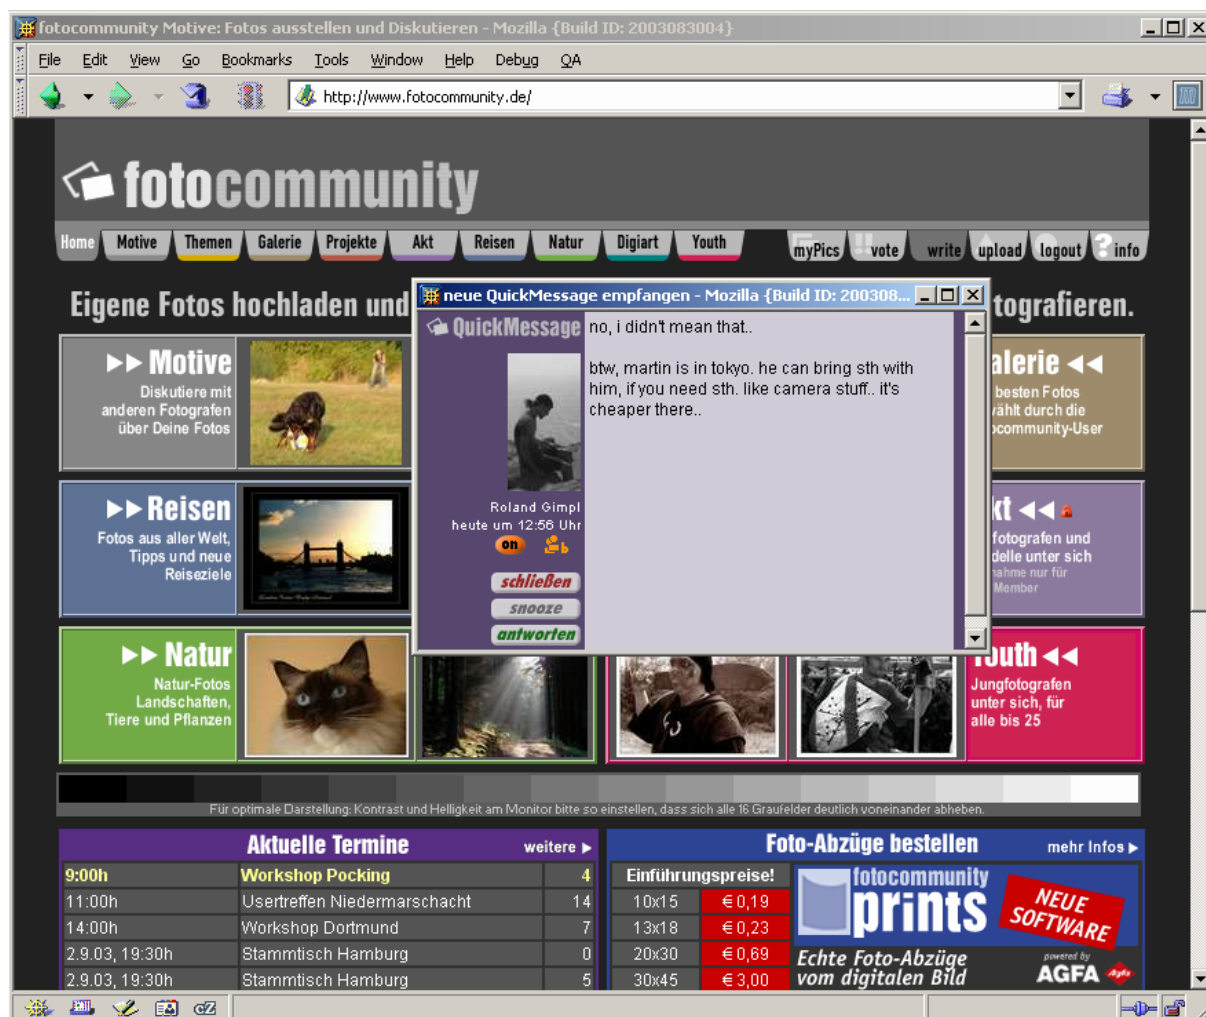 fotocommunity Motive: Fotos ausstellen und Diskutieren - Mozilla {Build ID: 2003083004}
File Edit View Go Bookmarks Tools Window Help Debug QA
http://www.fotocommunity.de/
fotocommunity
Home Motive Themen Galerie Projekte Akt Reisen Natur Digiart Youth myPics vote write upload logout info
Eigene Fotos hochladen und
tografieren.
neue QuickMessage empfangen - Mozilla {Build ID: 200308...
QuickMessage
no, i didn't mean that..
btw, martin is in tokyo. he can bring sth with
him, if you need sth. like camera stuff.. it's
cheaper there..
Roland Gimpl
heute um 12:56 Uhr
on
b
schließen
snooze
antworten
►► Motive
Diskutiere mit
anderen Fotografen
über Deine Fotos
alerie ◄◄
besten Fotos
vählt durch die
ocommunity-User
►► Reisen
Fotos aus aller Welt,
Tipps und neue
Reiseziele
kt ◄◄
fotografen und
delle unter sich
nahme nur für
Member
►► Natur
Natur-Fotos
Landschaften,
Tiere und Pflanzen
Youth ◄◄
Jungfotografen
unter sich, für
alle bis 25
Für optimale Darstellung: Kontrast und Helligkeit am Monitor bitte so einstellen, dass sich alle 16 Graufelder deutlich voneinander abheben.
Aktuelle Termine weitere ►
9:00h Workshop Pocking 4
11:00h Usertreffen Niedermarschacht 14
14:00h Workshop Dortmund 7
2.9.03, 19:30h Stammtisch Hamburg 0
2.9.03, 19:30h Stammtisch Hamburg 5
Foto-Abzüge bestellen mehr Infos ►
Einführungspreise!
10x15 € 0,19
13x18 € 0,23
20x30 € 0,69
30x45 € 3,00
fotocommunity
prints
NEUE
SOFTWARE
Echte Foto-Abzüge
vom digitalen Bild
powered by
AGFA
Agfa
cZ